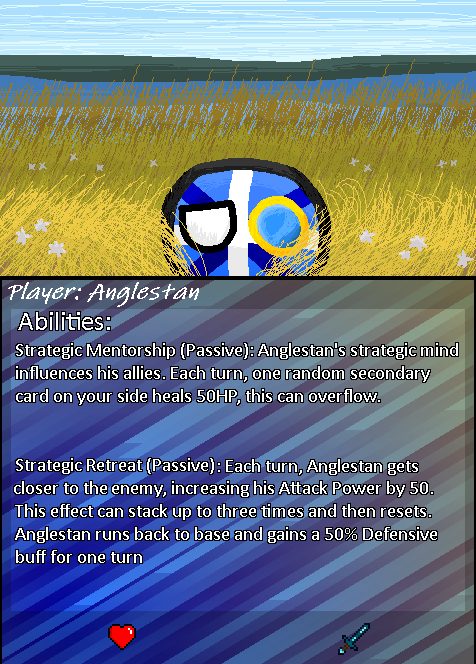 Player: Anglestan
Abilities:
Strategic Mentorship (Passive): Anglestan's strategic mind
influences his allies. Each turn, one random secondary
card on your side heals 50HP, this can overflow.
Strategic Retreat (Passive): Each turn, Anglestan gets
closer to the enemy, increasing his Attack Power by 50.
This effect can stack up to three times and then resets.
Anglestan runs back to base and gains a 50% Defensive
buff for one turn